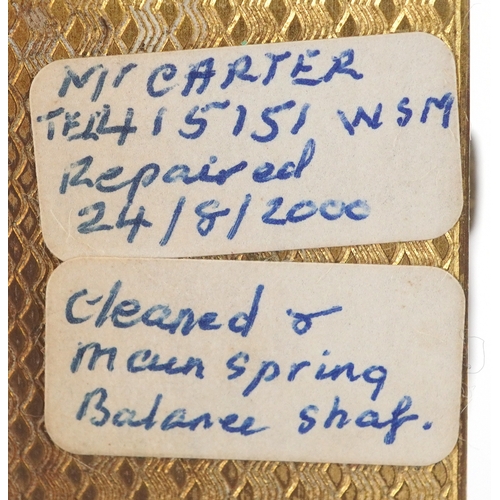 Mr CARTER
TEL 415151 WSM
Repaired
24/8/2000
Cleaned &
main spring
Balance shaf.